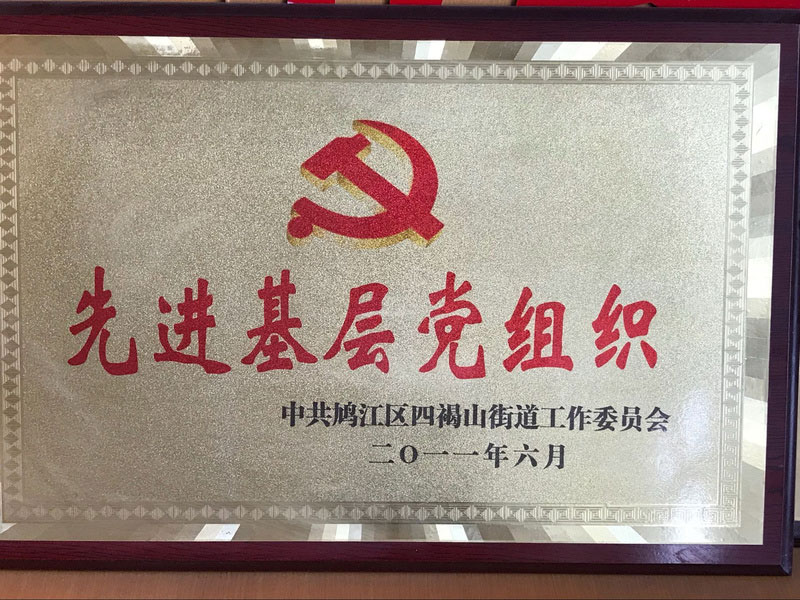 先进基层党组织
中共鸠江区四褐山街道工作委员会
二O一一年六月